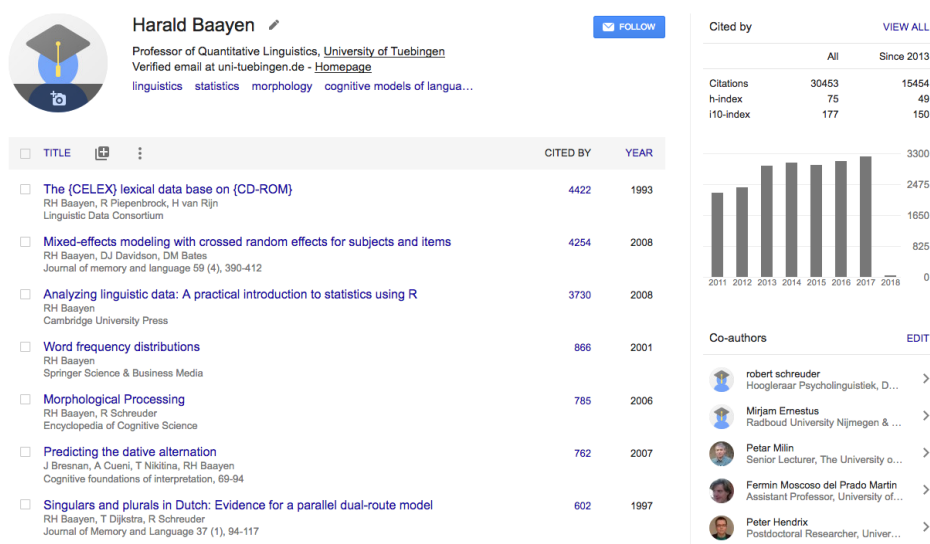 Harald Baayen
Professor of Quantitative Linguistics, University of Tuebingen
Verified email at uni-tuebingen.de - Homepage
linguistics statistics morphology cognitive models of langua…
FOLLOW
TITLE CITED BY YEAR
The {CELEX} lexical data base on {CD-ROM} 4422 1993
RH Baayen, R Piepenbrock, H van Rijn
Linguistic Data Consortium
Mixed-effects modeling with crossed random effects for subjects and items 4254 2008
RH Baayen, DJ Davidson, DM Bates
Journal of memory and language 59 (4), 390-412
Analyzing linguistic data: A practical introduction to statistics using R 3730 2008
RH Baayen
Cambridge University Press
Word frequency distributions 866 2001
RH Baayen
Springer Science & Business Media
Morphological Processing 785 2006
RH Baayen, R Schreuder
Encyclopedia of Cognitive Science
Predicting the dative alternation 762 2007
J Bresnan, A Cueni, T Nikitina, RH Baayen
Cognitive foundations of interpretation, 69-94
Singulars and plurals in Dutch: Evidence for a parallel dual-route model 602 1997
RH Baayen, T Dijkstra, R Schreuder
Journal of Memory and Language 37 (1), 94-117
Cited by VIEW ALL
All Since 2013
Citations 30453 15454
h-index 75 49
i10-index 177 150
3300
2475
1650
825
0
2011 2012 2013 2014 2015 2016 2017 2018
Co-authors EDIT
robert schreuder
Hoogleraar Psycholinguistiek, D…
Mirjam Ernestus
Radboud University Nijmegen & …
Petar Milin
Senior Lecturer, The University o…
Fermin Moscoso del Prado Martin
Assistant Professor, University of…
Peter Hendrix
Postdoctoral Researcher, Univer…